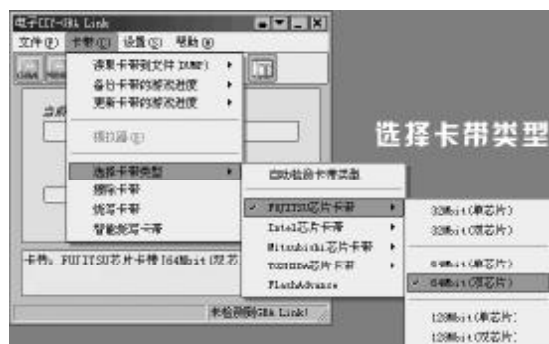 电子DIY-GBA Link
文件(F) 卡带(C) 设置(S) 帮助(H)
读取卡带到文件(DUMP)
备份卡带的游戏进度
更新卡带的游戏进度
当前
模拟器(E)
选择卡带类型
选择卡带类型
擦除卡带
烧写卡带
智能烧写卡带
自动检测卡带类型
FUJITSU芯片卡带
Intel芯片卡带
Mitsubishi芯片卡带
TOSHIBA芯片卡带
FlashAdvance
32Mbit(单芯片)
32Mbit(双芯片)
64Mbit(单芯片)
64Mbit(双芯片)
128Mbit(单芯片)
128Mbit(双芯片)
卡带: FUJITSU芯片卡带[64Mbit(双芯
未检测到GBA Link!